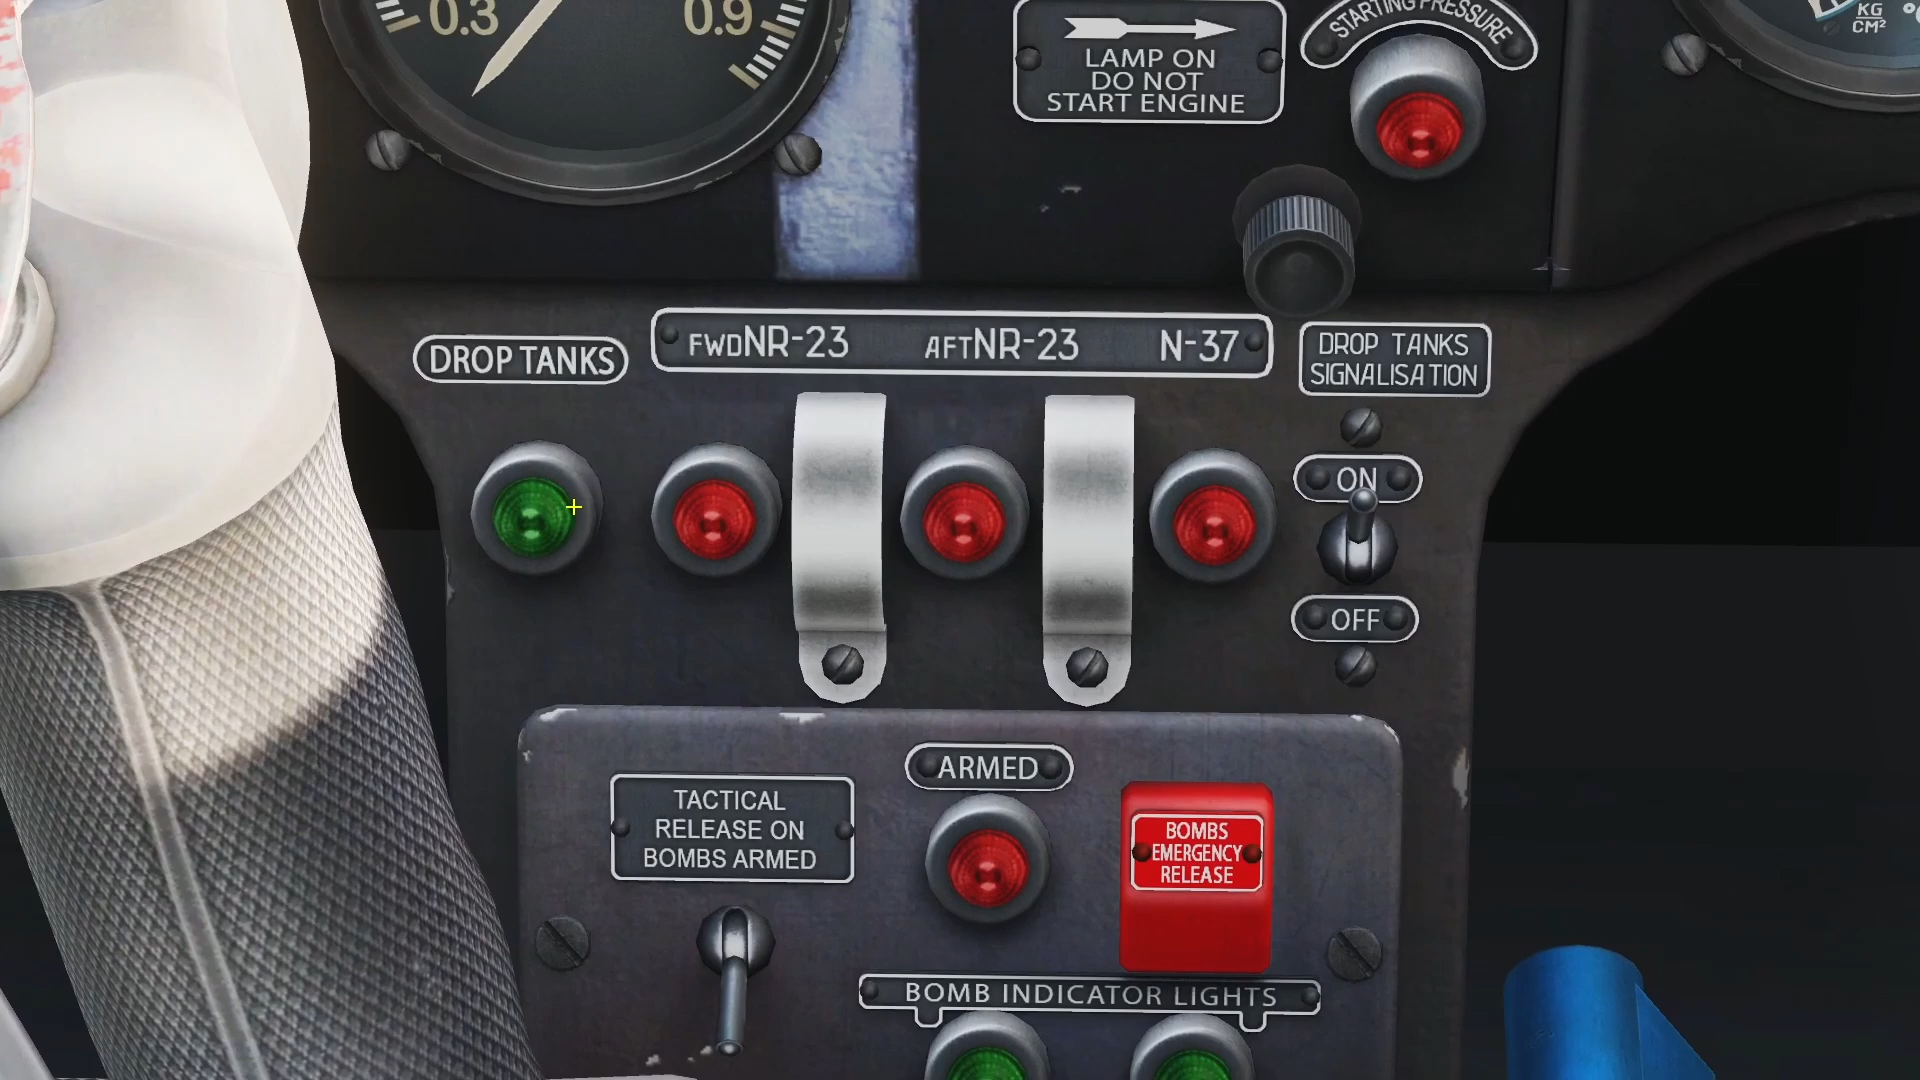 0.3
0.9
LAMP ON
DO NOT
START ENGINE
STARTING PRESSURE
KG
CM²
DROP TANKS
FWDNR-23 AFTNR-23 N-37
DROP TANKS
SIGNALISATION
ON
OFF
ARMED
TACTICAL
RELEASE ON
BOMBS ARMED
BOMBS
EMERGENCY
RELEASE
BOMB INDICATOR LIGHTS